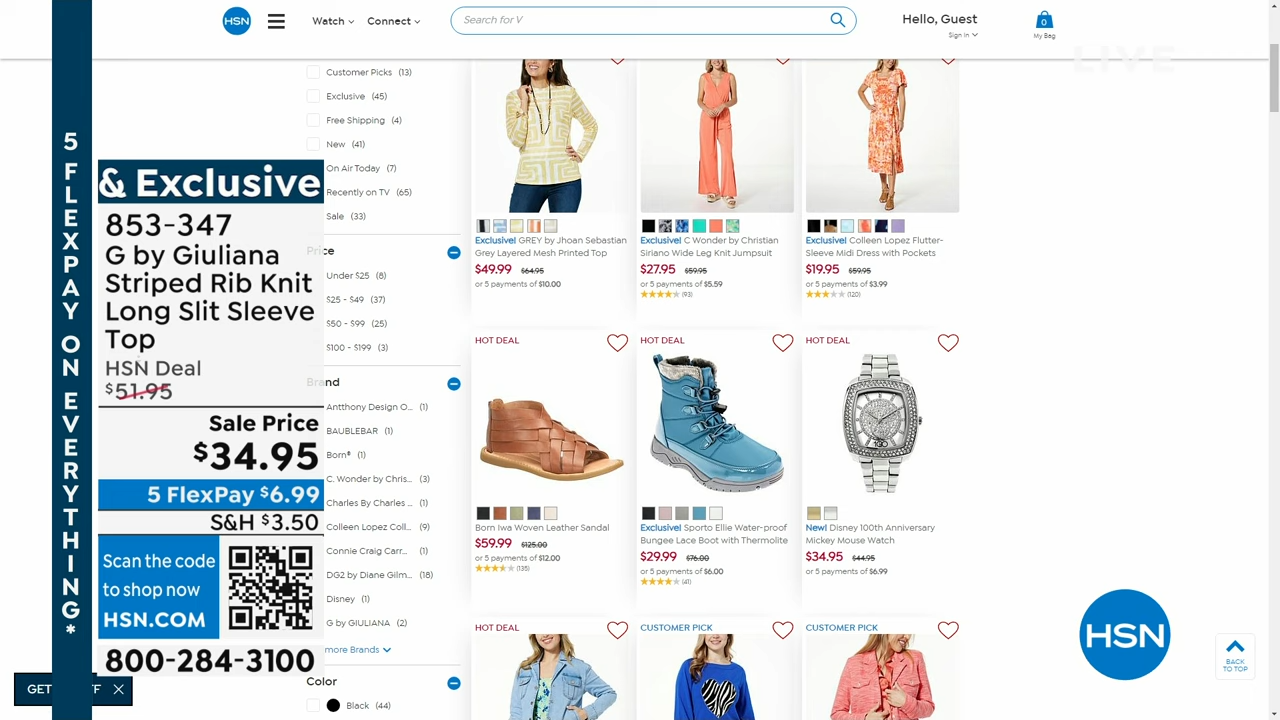 HSN
Watch
Connect
Search for V
Hello, Guest
Sign In
0
My Bag
LIVE
5 FLEXPAY ON EVERYTHING*
& Exclusive
853-347
G by Giuliana
Striped Rib Knit
Long Slit Sleeve
Top
HSN Deal
$51.95
Sale Price
$34.95
5 FlexPay $6.99
S&H $3.50
Scan the code
to shop now
HSN.COM
800-284-3100
Customer Picks (13)
Exclusive (45)
Free Shipping (4)
New (41)
On Air Today (7)
Recently on TV (65)
Sale (33)
Price
Under $25 (8)
$25 - $49 (37)
$50 - $99 (25)
$100 - $199 (3)
Brand
Antthony Design O... (1)
BAUBLEBAR (1)
Born® (1)
C. Wonder by Chris... (3)
Charles By Charles ... (1)
Colleen Lopez Coll... (9)
Connie Craig Carr... (1)
DG2 by Diane Gilm... (18)
Disney (1)
G by GIULIANA (2)
more Brands
Color
Black (44)
Exclusive! GREY by Jhoan Sebastian
Grey Layered Mesh Printed Top
$49.99 $64.95
or 5 payments of $10.00
Exclusive! C Wonder by Christian
Siriano Wide Leg Knit Jumpsuit
$27.95 $59.95
or 5 payments of $5.59
(93)
Exclusive! Colleen Lopez Flutter-
Sleeve Midi Dress with Pockets
$19.95 $59.95
or 5 payments of $3.99
(120)
HOT DEAL
Born Iwa Woven Leather Sandal
$59.99 $125.00
or 5 payments of $12.00
(135)
HOT DEAL
Exclusive! Sporto Ellie Water-proof
Bungee Lace Boot with Thermolite
$29.99 $76.00
or 5 payments of $6.00
(41)
HOT DEAL
New! Disney 100th Anniversary
Mickey Mouse Watch
$34.95 $44.95
or 5 payments of $6.99
HOT DEAL
CUSTOMER PICK
CUSTOMER PICK
HSN
BACK
TO TOP
GET